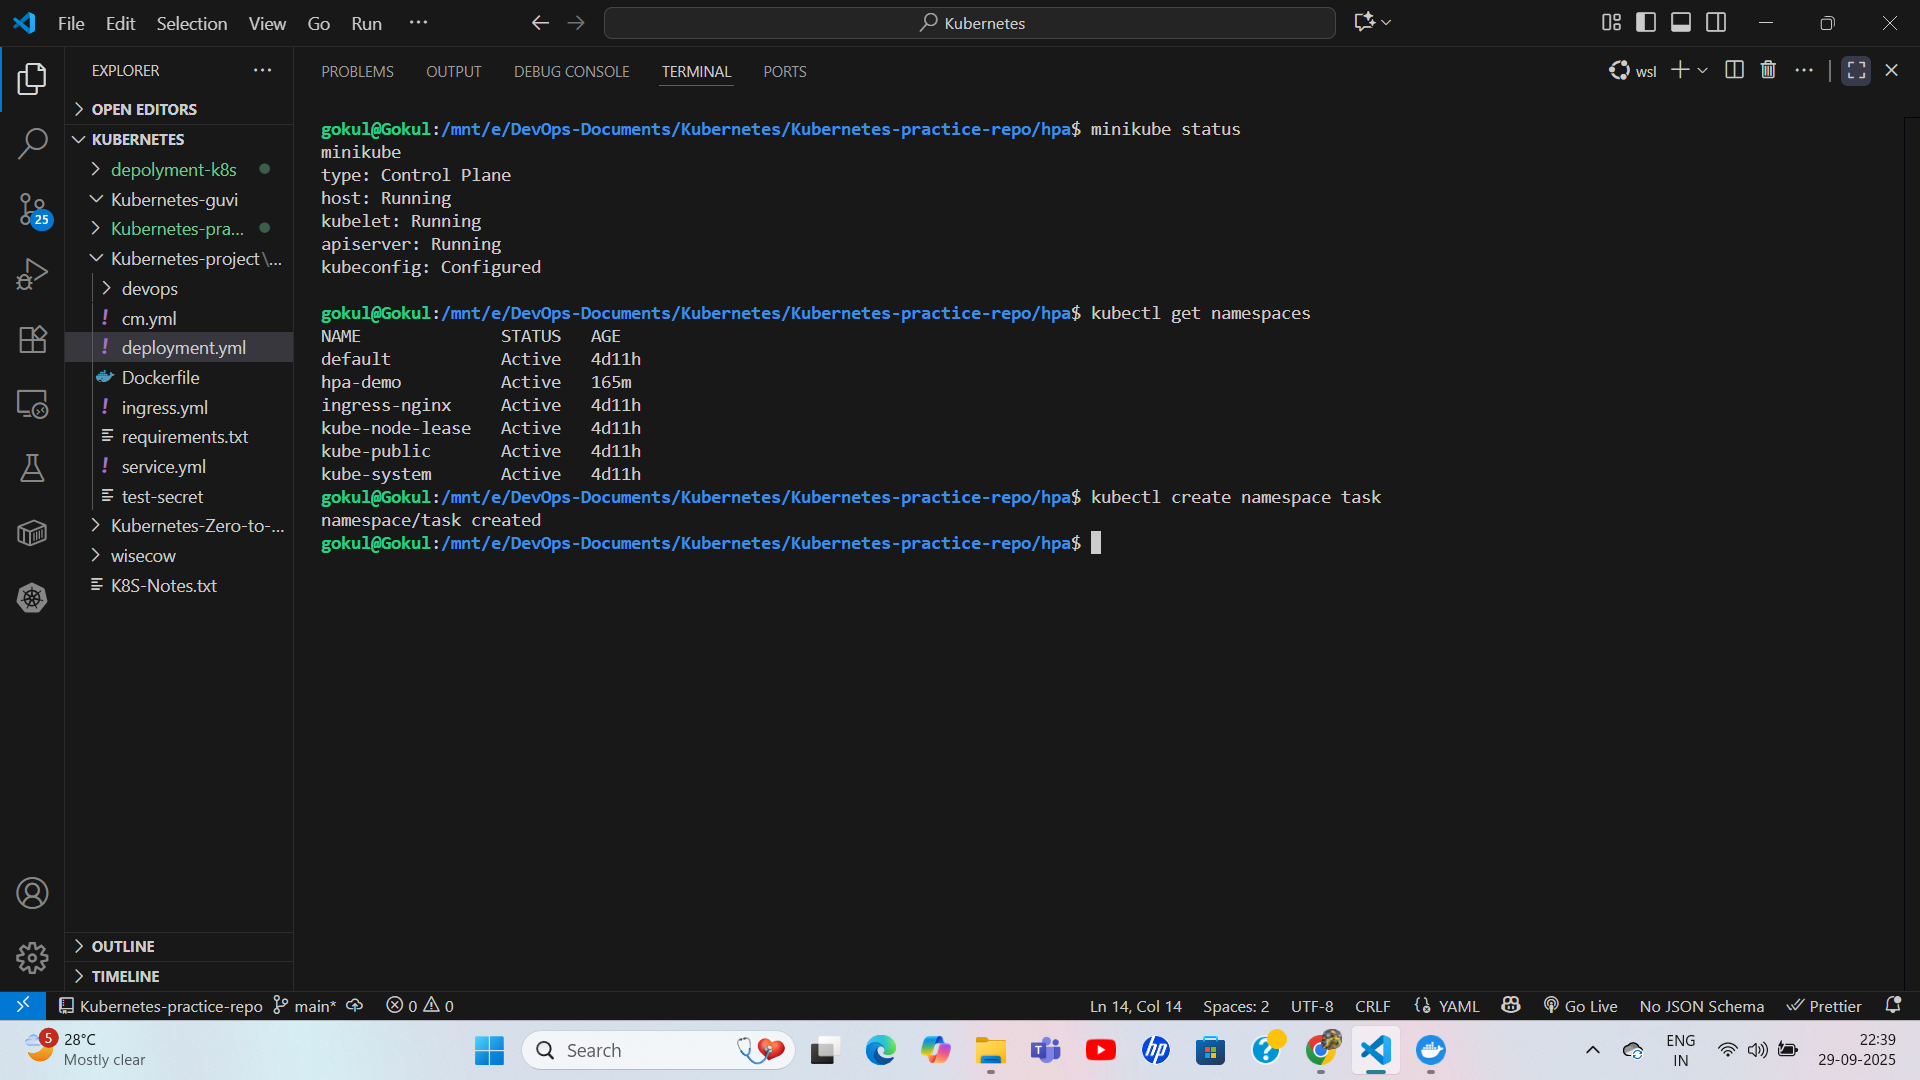 File Edit Selection View Go Run ···
Kubernetes
EXPLORER ···
OPEN EDITORS
KUBERNETES
depolyment-k8s
Kubernetes-guvi
Kubernetes-pra...
Kubernetes-project\...
devops
! cm.yml
! deployment.yml
Dockerfile
! ingress.yml
requirements.txt
! service.yml
test-secret
Kubernetes-Zero-to-...
wisecow
K8S-Notes.txt
OUTLINE
TIMELINE
25
PROBLEMS OUTPUT DEBUG CONSOLE TERMINAL PORTS
wsl
gokul@Gokul:/mnt/e/DevOps-Documents/Kubernetes/Kubernetes-practice-repo/hpa$ minikube status
minikube
type: Control Plane
host: Running
kubelet: Running
apiserver: Running
kubeconfig: Configured
gokul@Gokul:/mnt/e/DevOps-Documents/Kubernetes/Kubernetes-practice-repo/hpa$ kubectl get namespaces
NAME STATUS AGE
default Active 4d11h
hpa-demo Active 165m
ingress-nginx Active 4d11h
kube-node-lease Active 4d11h
kube-public Active 4d11h
kube-system Active 4d11h
gokul@Gokul:/mnt/e/DevOps-Documents/Kubernetes/Kubernetes-practice-repo/hpa$ kubectl create namespace task
namespace/task created
gokul@Gokul:/mnt/e/DevOps-Documents/Kubernetes/Kubernetes-practice-repo/hpa$
Kubernetes-practice-repo main* 0 0 Ln 14, Col 14 Spaces: 2 UTF-8 CRLF {} YAML Go Live No JSON Schema Prettier
5 28°C
Mostly clear
Search
hp
ENG
IN
22:39
29-09-2025